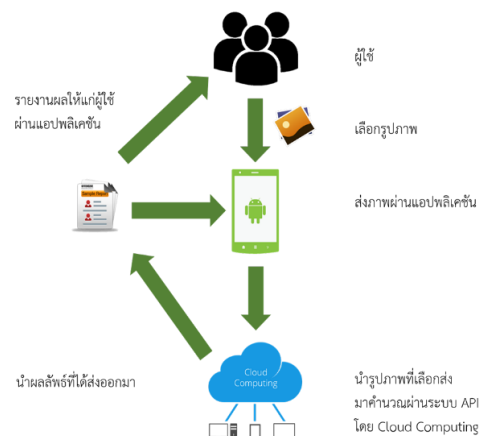 ผู้ใช้
รายงานผลให้แก่ผู้ใช้
ผ่านแอปพลิเคชัน
เลือกรูปภาพ
Sample Report
ส่งภาพผ่านแอปพลิเคชัน
Cloud
Computing
นำผลลัพธ์ที่ได้ส่งออกมา
นำรูปภาพที่เลือกส่ง
มาคำนวณผ่านระบบ API
โดย Cloud Computing